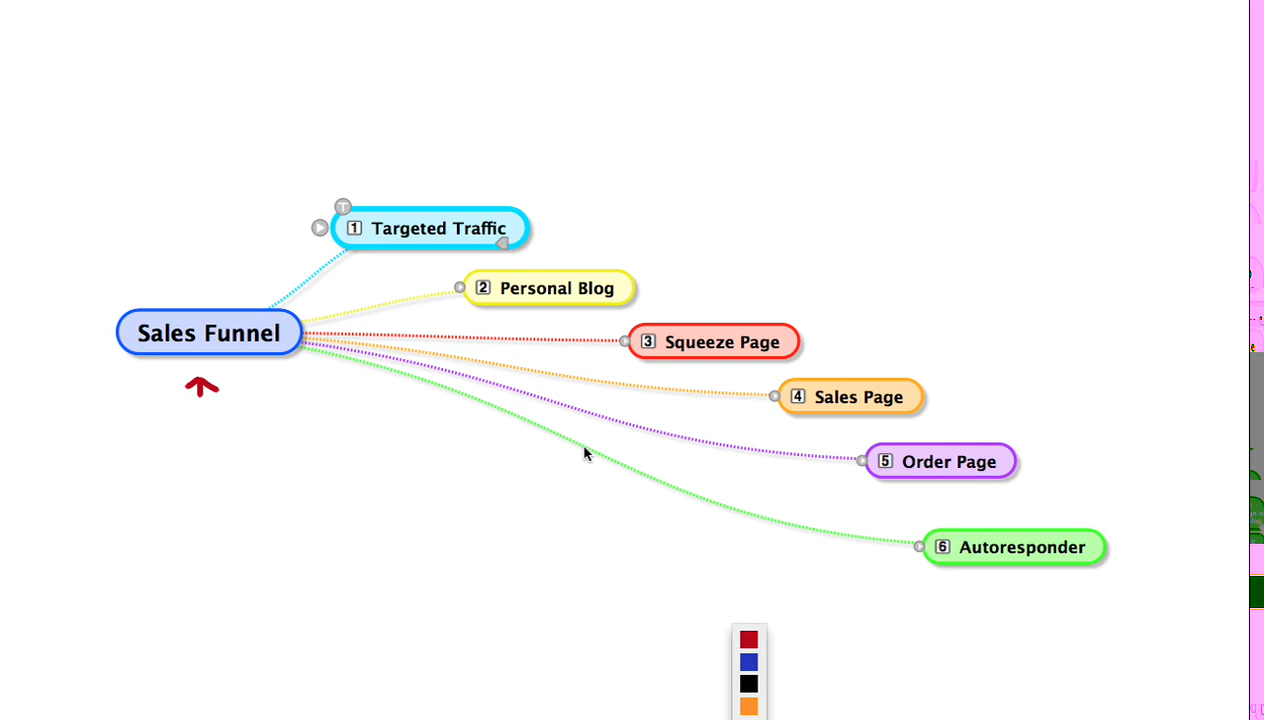 1 Targeted Traffic
2 Personal Blog
Sales Funnel
3 Squeeze Page
4 Sales Page
5 Order Page
6 Autoresponder
T